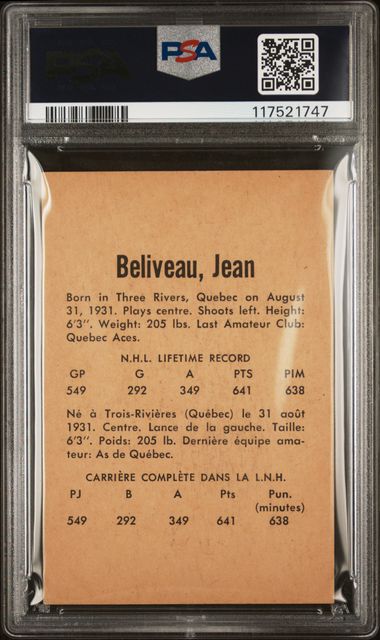 PSA
117521747
Beliveau, Jean
Born in Three Rivers, Quebec on August
31, 1931. Plays centre. Shoots left. Height:
6'3". Weight: 205 lbs. Last Amateur Club:
Quebec Aces.
N.H.L. LIFETIME RECORD
GP G A PTS PIM
549 292 349 641 638
Né à Trois-Rivières (Québec) le 31 août
1931. Centre. Lance de la gauche. Taille:
6'3". Poids: 205 lb. Dernière équipe ama-
teur: As de Québec.
CARRIÈRE COMPLÈTE DANS LA L.N.H.
PJ B A Pts Pun.
(minutes)
549 292 349 641 638